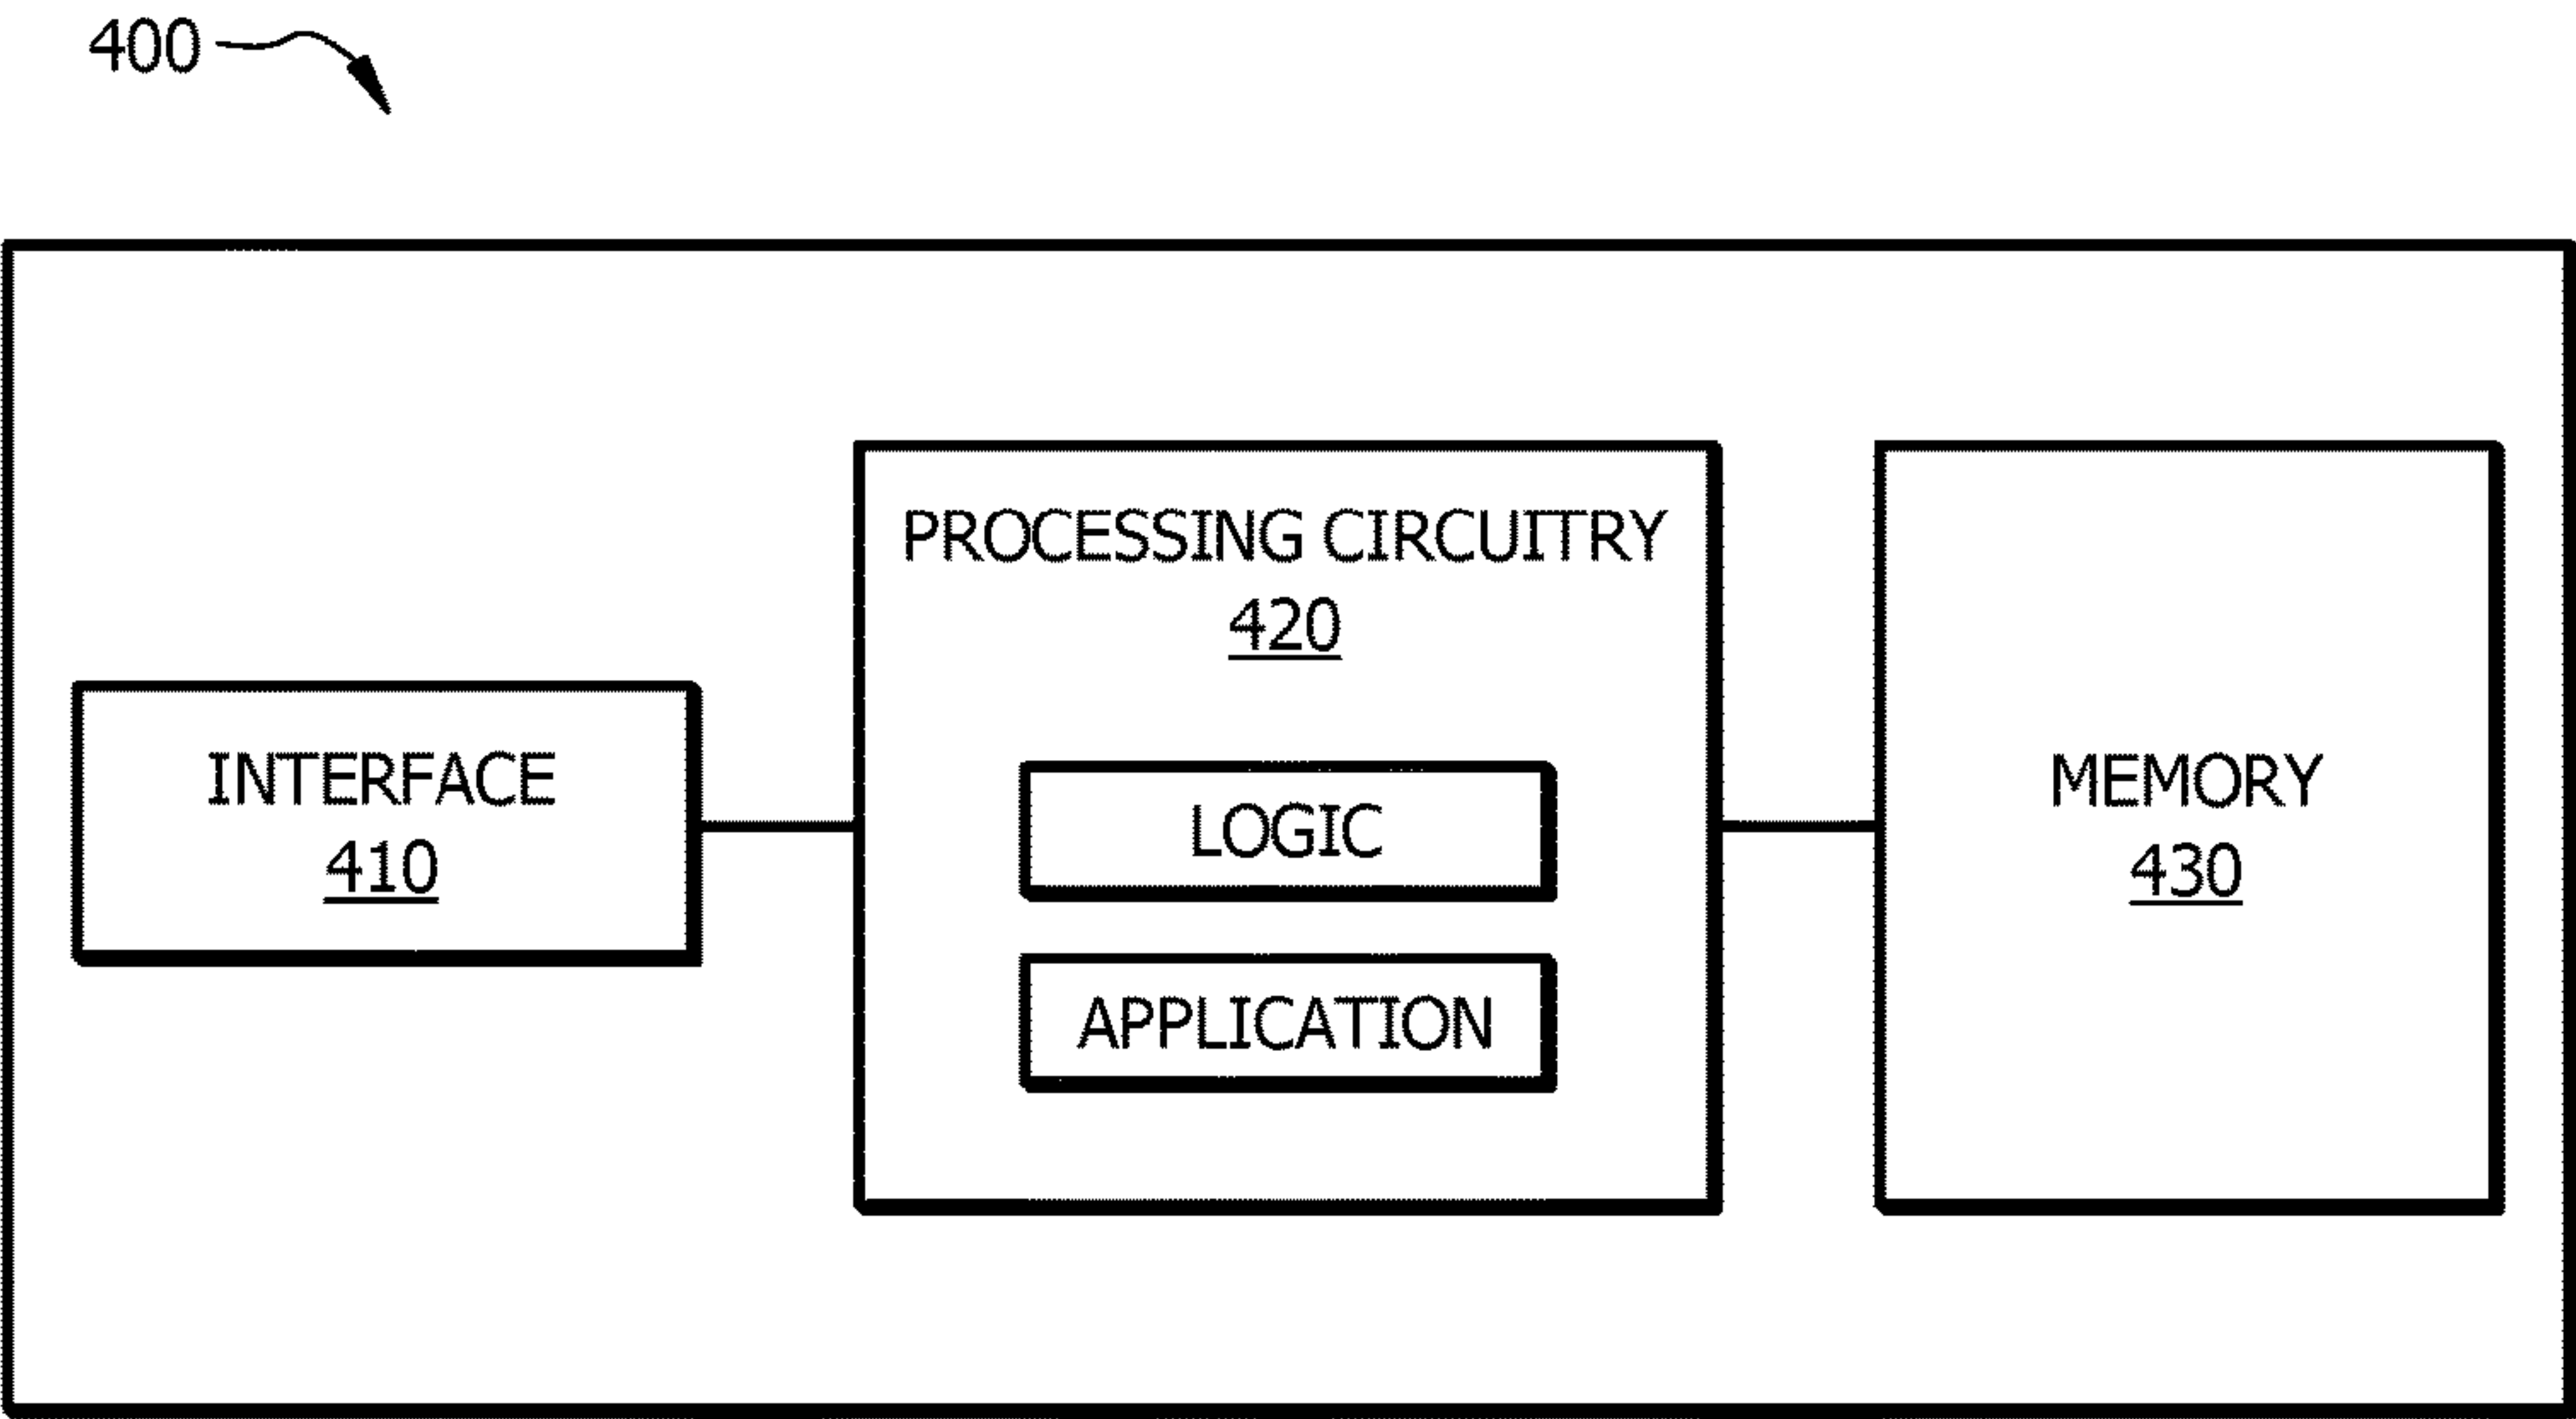 400
PROCESSING CIRCUITRY
420
INTERFACE
410
LOGIC
APPLICATION
MEMORY
430